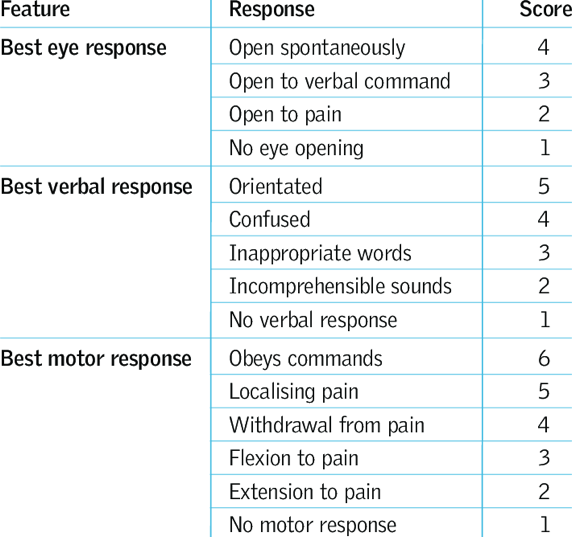 Feature Response Score
Best eye response Open spontaneously 4
Open to verbal command 3
Open to pain 2
No eye opening 1
Best verbal response Orientated 5
Confused 4
Inappropriate words 3
Incomprehensible sounds 2
No verbal response 1
Best motor response Obeys commands 6
Localising pain 5
Withdrawal from pain 4
Flexion to pain 3
Extension to pain 2
No motor response 1